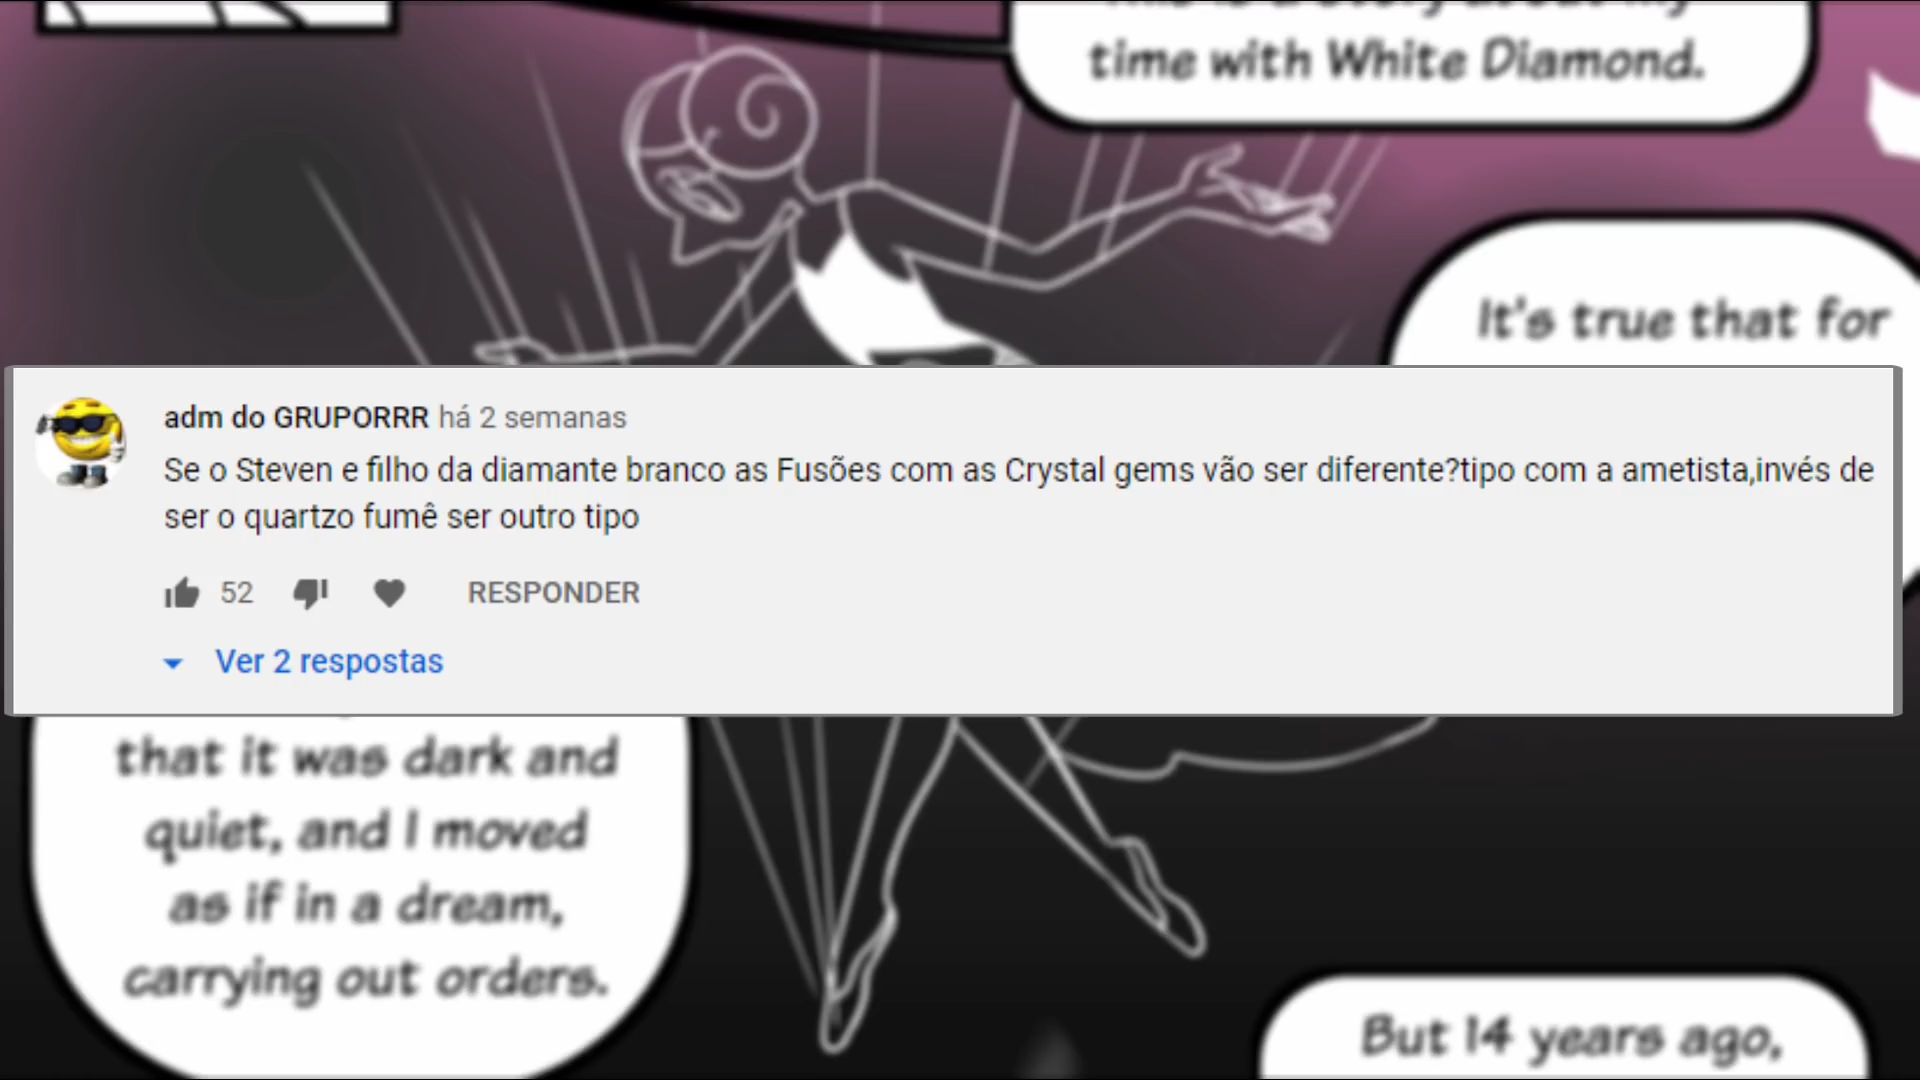 time with White Diamond.
It's true that for
adm do GRUPORRR há 2 semanas
Se o Steven e filho da diamante branco as Fusões com as Crystal gems vão ser diferente?tipo com a ametista,invés de
ser o quartzo fumê ser outro tipo
52 RESPONDER
Ver 2 respostas
that it was dark and
quiet, and I moved
as if in a dream,
carrying out orders.
But 14 years ago,